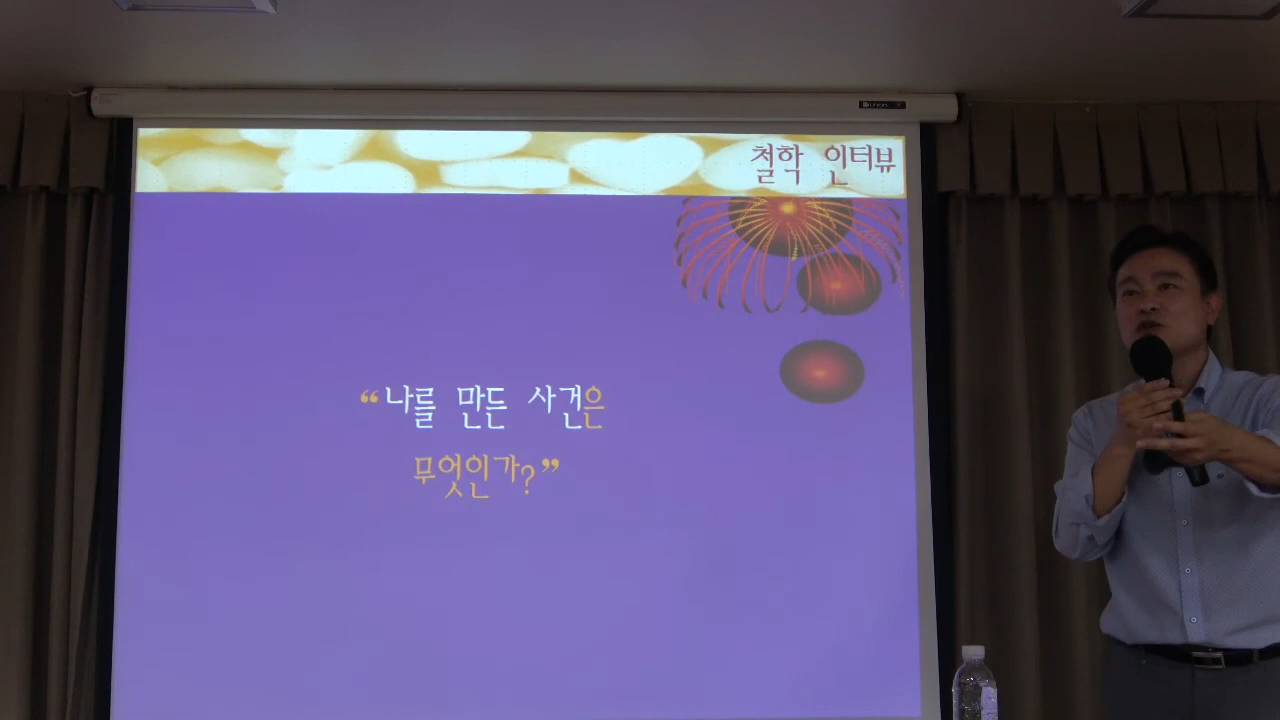 철학 인터뷰
“나를 만든 사건은
무엇인가?”